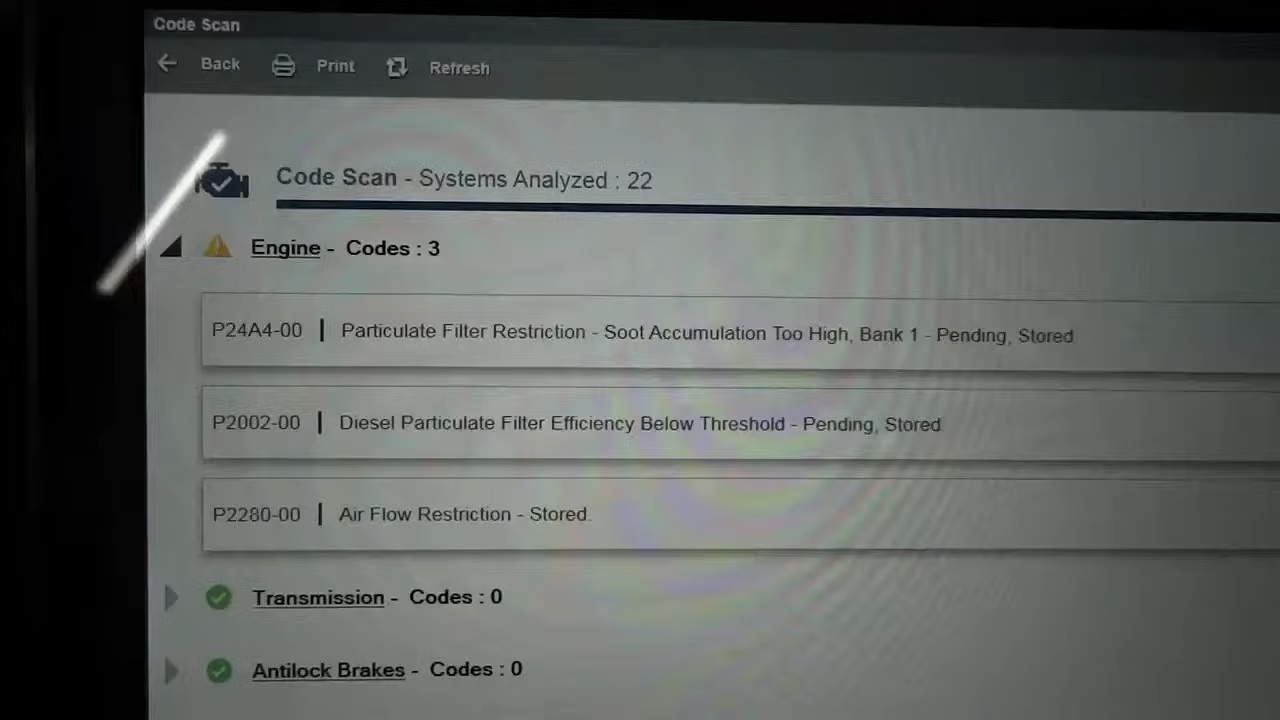 Code Scan
Back Print Refresh
Code Scan - Systems Analyzed : 22
Engine - Codes : 3
P24A4-00 | Particulate Filter Restriction - Soot Accumulation Too High, Bank 1 - Pending, Stored
P2002-00 | Diesel Particulate Filter Efficiency Below Threshold - Pending, Stored
P2280-00 | Air Flow Restriction - Stored.
Transmission - Codes : 0
Antilock Brakes - Codes : 0